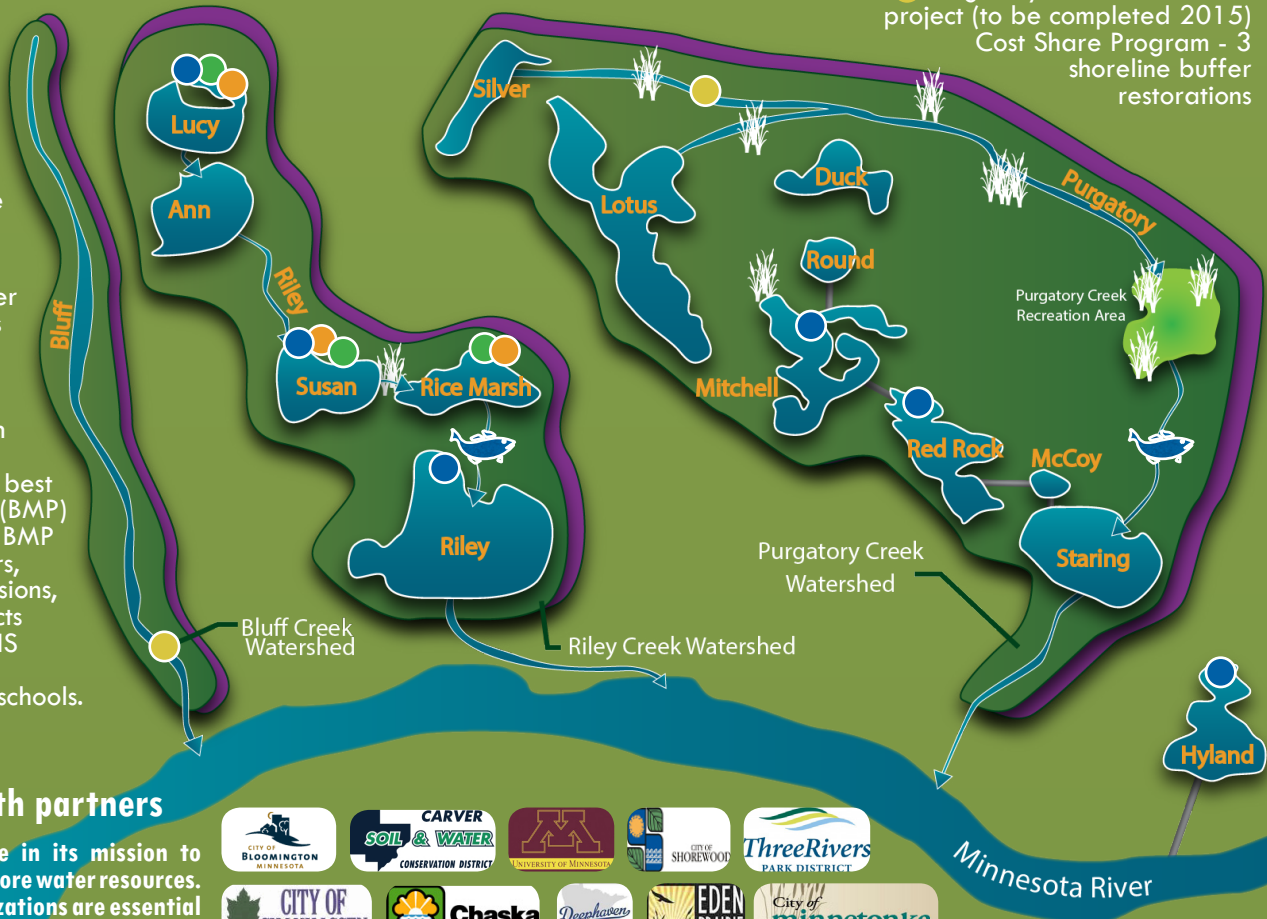 project (to be completed 2015)
Cost Share Program - 3
shoreline buffer
restorations
Silver
Lucy
Duck
Ann
Lotus
Purgatory
Round
Riley
Purgatory Creek
Recreation Area
Bluff
Susan
Rice Marsh
Mitchell
Red Rock
McCoy
Riley
Staring
best
(BMP)
BMP
schools.
Purgatory Creek
Watershed
Bluff Creek
Watershed
Riley Creek Watershed
Hyland
Minnesota River
th partners
e in its mission to
ore water resources.
zations are essential
CITY OF
BLOOMINGTON
MINNESOTA
CARVER
SOIL & WATER
CONSERVATION DISTRICT
M
UNIVERSITY OF MINNESOTA
CITY OF
SHOREWOOD
ThreeRivers
PARK DISTRICT
CITY OF
Chaska
Deephaven
EDEN
City of
minnetonka